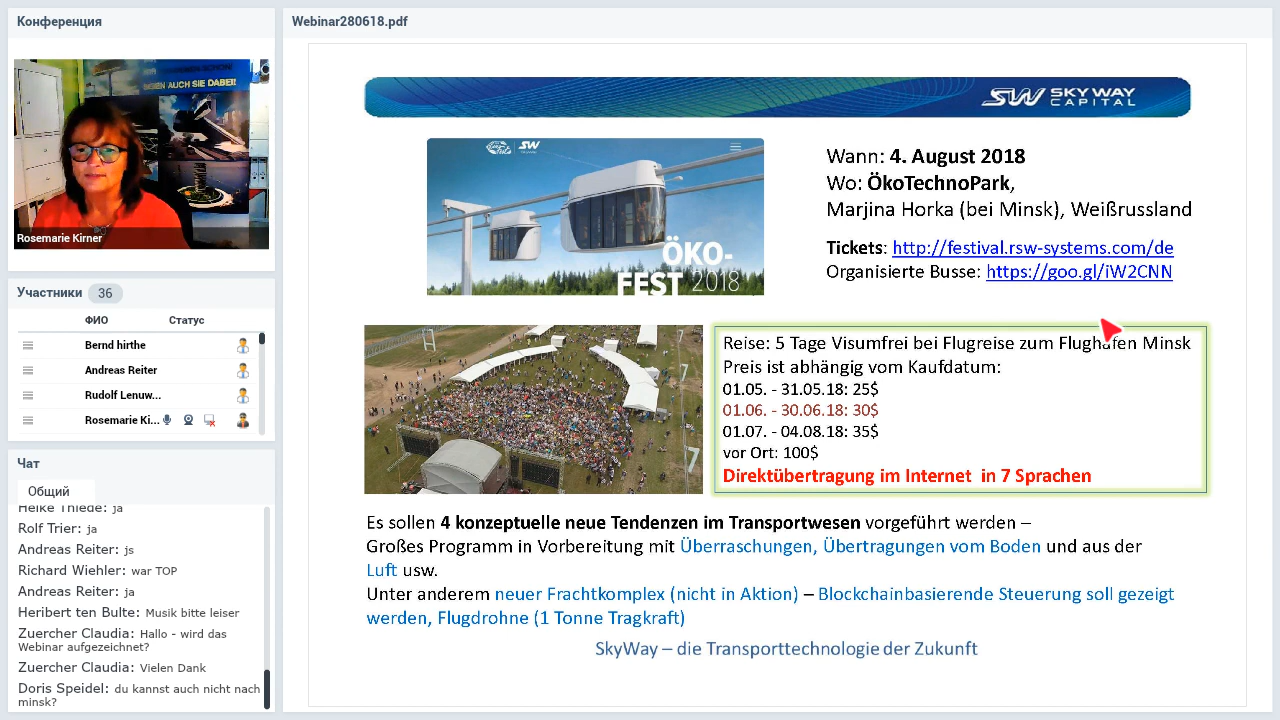 Конференция
IEGEN AUCH SIE DABEI!
Rosemarie Kirner
Участники 36
ФИО Статус
Bernd hirthe
Andreas Reiter
Rudolf Lenuw...
Rosemarie Ki...
Чат
Общий
Heike Thiede: ja
Rolf Trier: ja
Andreas Reiter: js
Richard Wiehler: war TOP
Andreas Reiter: ja
Heribert ten Bulte: Musik bitte leiser
Zuercher Claudia: Hallo - wird das
Webinar aufgezeichnet?
Zuercher Claudia: Vielen Dank
Doris Speidel: du kannst auch nicht nach
minsk?
Webinar280618.pdf
SW SKY WAY
CAPITAL
SW
ÖKO-
FEST 2018
Wann: 4. August 2018
Wo: ÖkoTechnoPark,
Marjina Horka (bei Minsk), Weißrussland
Tickets: http://festival.rsw-systems.com/de
Organisierte Busse: https://goo.gl/iW2CNN
Reise: 5 Tage Visumfrei bei Flugreise zum Flughafen Minsk
Preis ist abhängig vom Kaufdatum:
01.05. - 31.05.18: 25$
01.06. - 30.06.18: 30$
01.07. - 04.08.18: 35$
vor Ort: 100$
Direktübertragung im Internet in 7 Sprachen
Es sollen 4 konzeptuelle neue Tendenzen im Transportwesen vorgeführt werden –
Großes Programm in Vorbereitung mit Überraschungen, Übertragungen vom Boden und aus der
Luft usw.
Unter anderem neuer Frachtkomplex (nicht in Aktion) – Blockchainbasierende Steuerung soll gezeigt
werden, Flugdrohne (1 Tonne Tragkraft)
SkyWay – die Transporttechnologie der Zukunft